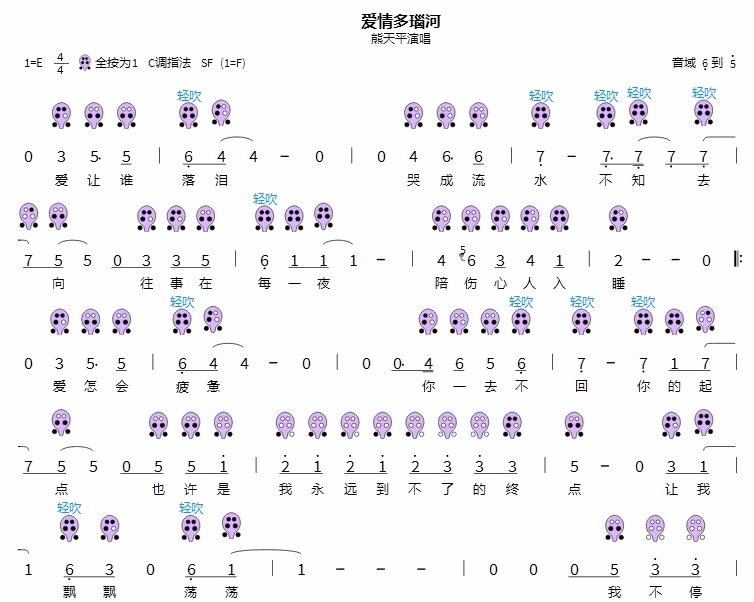 爱情多瑙河
熊天平演唱
1=E 4/4 全按为1 C调指法 SF (1=F) 音域 6̣ 到 5̇
轻吹 轻吹 轻吹 轻吹 轻吹
0 3 5· 5 | 6̣ 4 4 – 0 | 0 4 6· 6 | 7̣ – 7̣· 7̣ 7̣ 7̣
爱 让 谁 落 泪 哭 成 流 水 不 知 去
轻吹
7 5 5 0 3 3 5 | 6̣ 1 1 1 – | 4 5 6 3 4 1 | 2 – – 0 :
向 往 事 在 每 一 夜 陪 伤 心 人 入 睡
轻吹 轻吹 轻吹 轻吹
0 3 5· 5 | 6̣ 4 4 – 0 | 0 0· 4 6 5 6̣ | 7̣ – 7̣ 1 7
爱 怎 会 疲 惫 你 一 去 不 回 你 的 起
7 5 5 0 5 5 1̇ | 2̇ 1̇ 2̇ 1̇ 2̇ 3̇ 3̇ 3 | 5 – 0 3 1
点 也 许 是 我 永 远 到 不 了 的 终 点 让 我
轻吹 轻吹
1 6̣ 3 0 6̣ 1 | 1 – – – | 0 0 0 5 3̇ 3̇
飘 飘 荡 荡 我 不 停